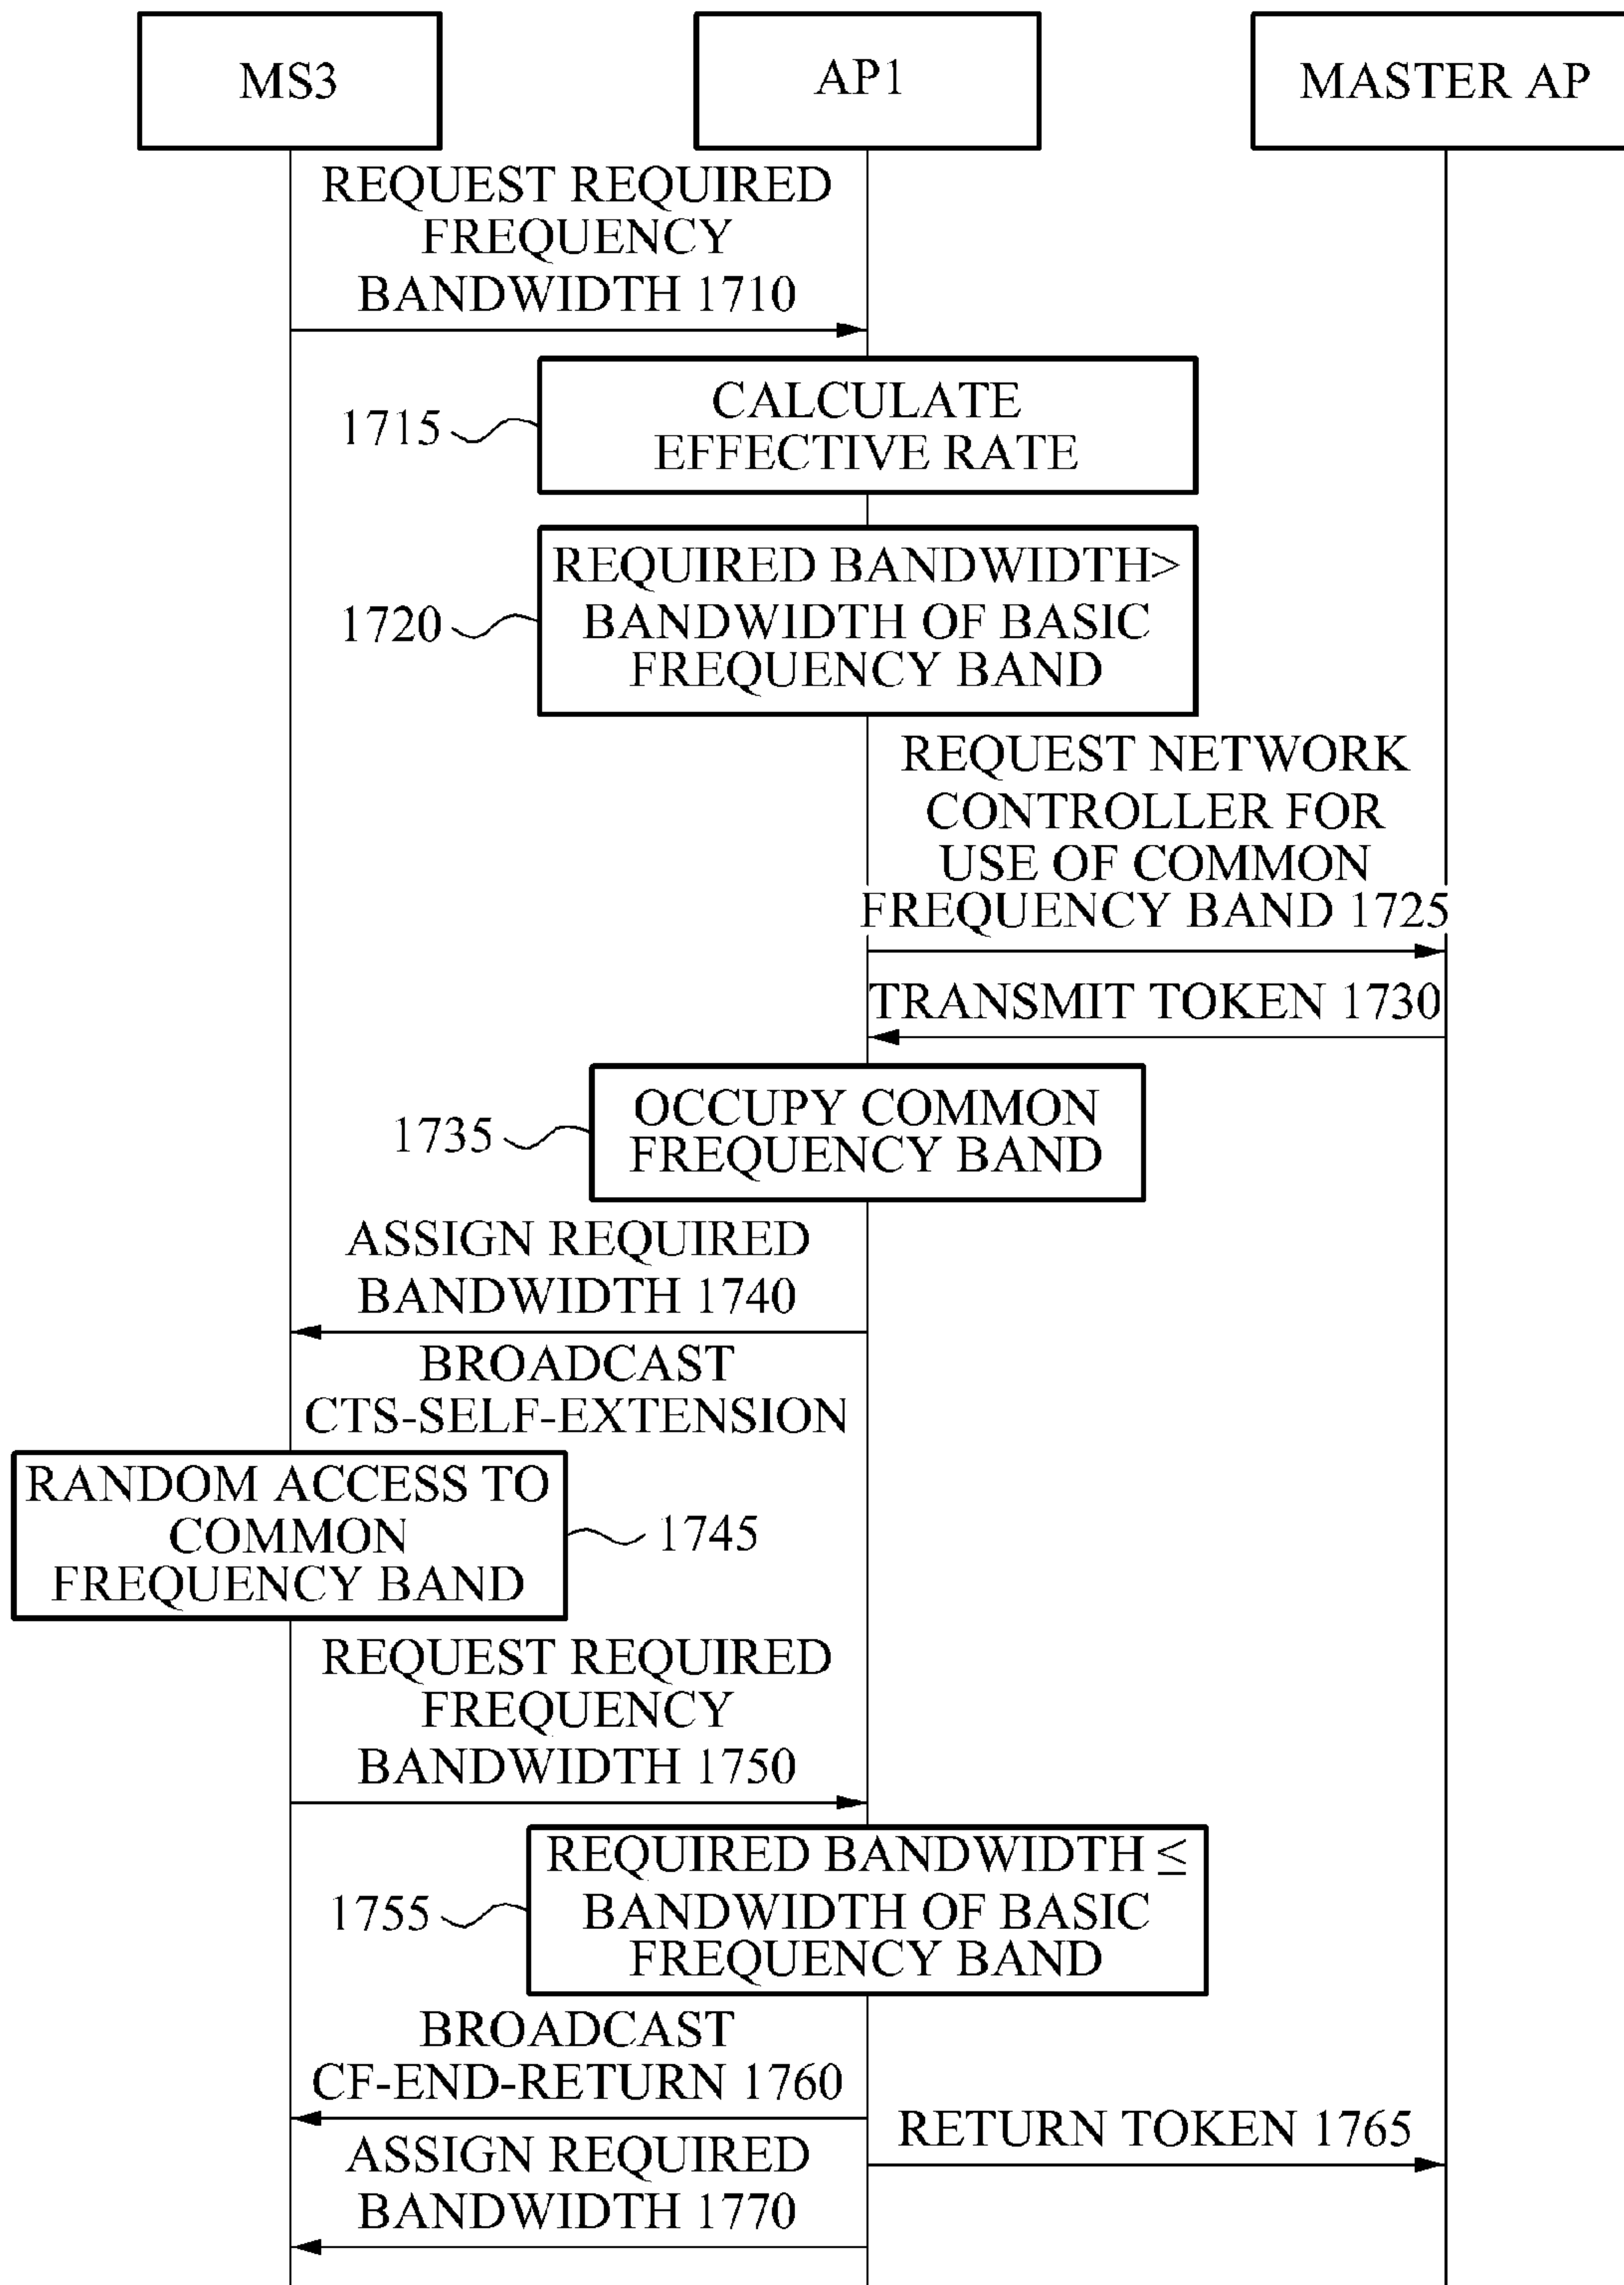 MS3
AP1
MASTER AP
REQUEST REQUIRED
FREQUENCY
BANDWIDTH 1710
CALCULATE
EFFECTIVE RATE
1715
REQUIRED BANDWIDTH>
BANDWIDTH OF BASIC
FREQUENCY BAND
1720
REQUEST NETWORK
CONTROLLER FOR
USE OF COMMON
FREQUENCY BAND 1725
TRANSMIT TOKEN 1730
OCCUPY COMMON
FREQUENCY BAND
1735
ASSIGN REQUIRED
BANDWIDTH 1740
BROADCAST
CTS-SELF-EXTENSION
RANDOM ACCESS TO
COMMON
FREQUENCY BAND
1745
REQUEST REQUIRED
FREQUENCY
BANDWIDTH 1750
REQUIRED BANDWIDTH ≤
BANDWIDTH OF BASIC
FREQUENCY BAND
1755
BROADCAST
CF-END-RETURN 1760
RETURN TOKEN 1765
ASSIGN REQUIRED
BANDWIDTH 1770